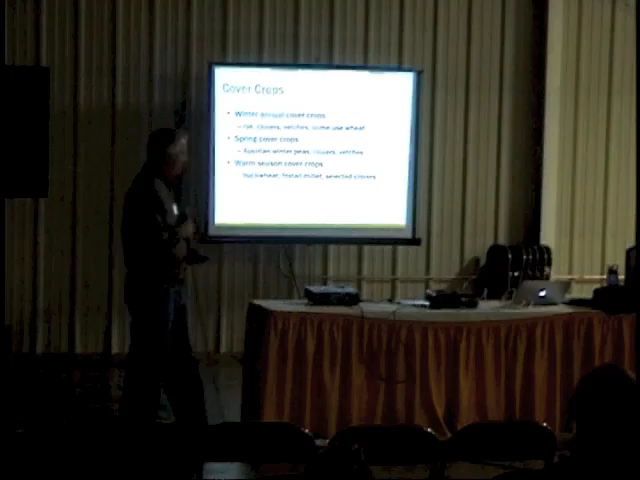 Cover Crops
• Winter annual cover crops
– rye, clovers, vetches, some use wheat
• Spring cover crops
– Austrian winter peas, clovers, vetches
• Warm season cover crops
buckwheat, foxtail millet, selected clovers